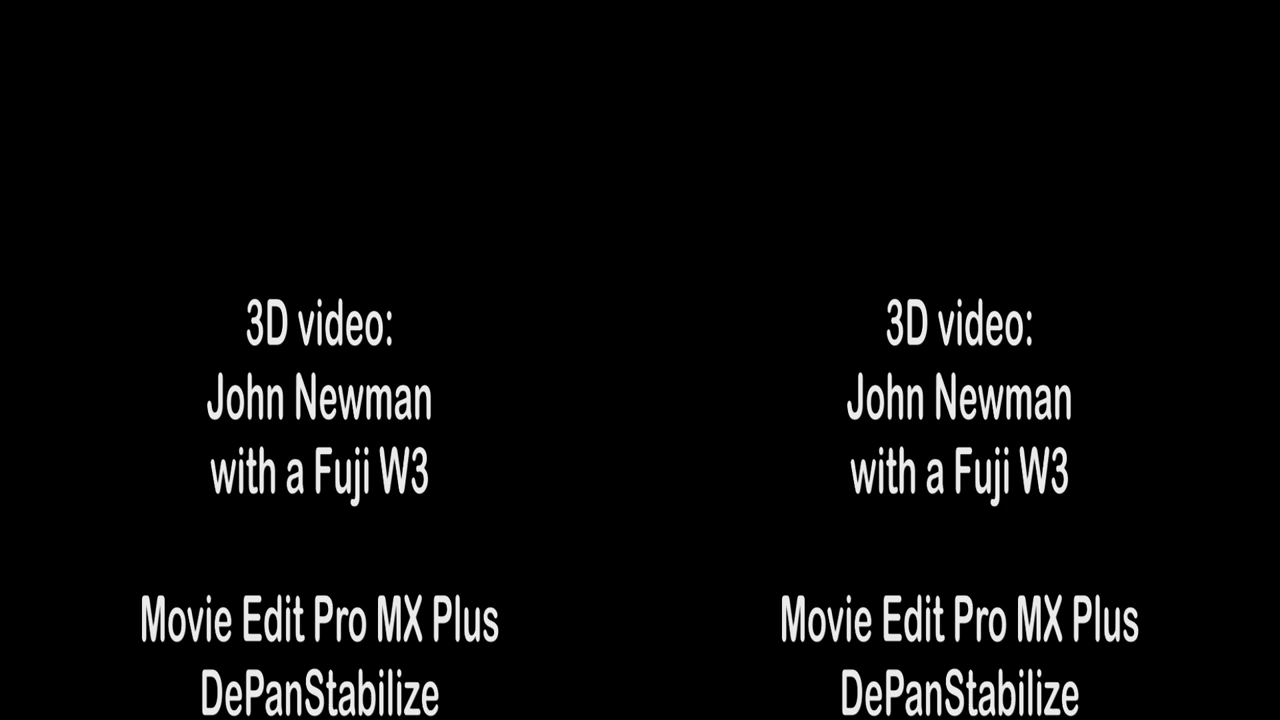 3D video:
John Newman
with a Fuji W3
Movie Edit Pro MX Plus
DePanStabilize
3D video:
John Newman
with a Fuji W3
Movie Edit Pro MX Plus
DePanStabilize